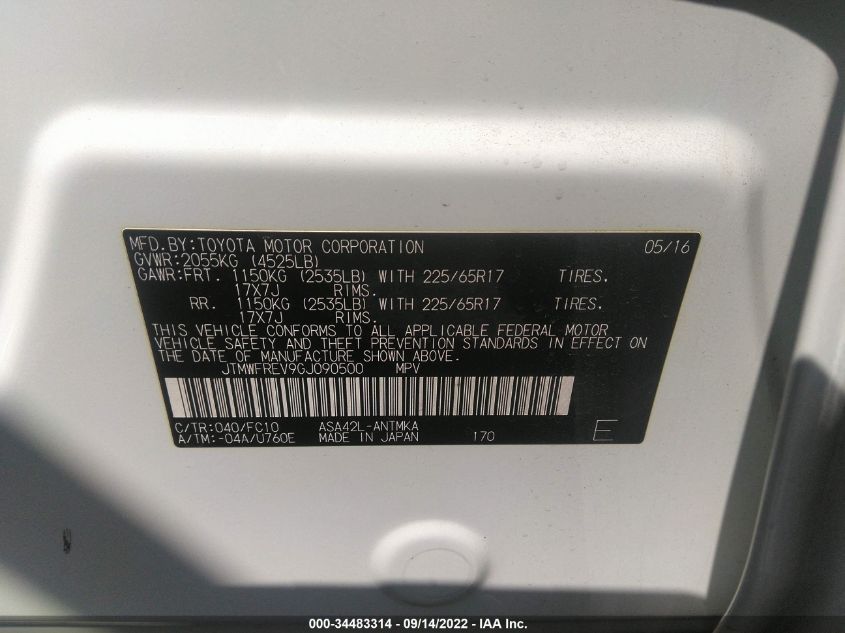 MFD.BY:TOYOTA MOTOR CORPORATION 05/16
GVWR:2055KG (4525LB)
GAWR:FRT. 1150KG (2535LB) WITH 225/65R17 TIRES.
17X7J RIMS.
RR. 1150KG (2535LB) WITH 225/65R17 TIRES.
17X7J RIMS.
THIS VEHICLE CONFORMS TO ALL APPLICABLE FEDERAL MOTOR
VEHICLE SAFETY AND THEFT PREVENTION STANDARDS IN EFFECT ON
THE DATE OF MANUFACTURE SHOWN ABOVE.
JTMWFREV9GJ090500 MPV
C/TR:040/FC10 ASA42L-ANTMKA
A/TM:-04A/U760E MADE IN JAPAN 170 E
000-34483314 - 09/14/2022 - IAA Inc.